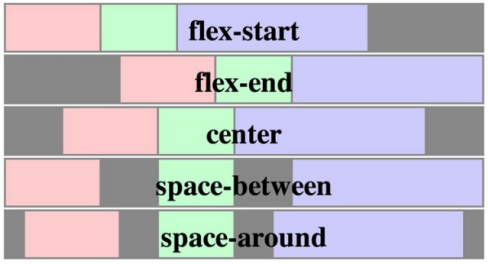 flex-start
flex-end
center
space-between
space-around